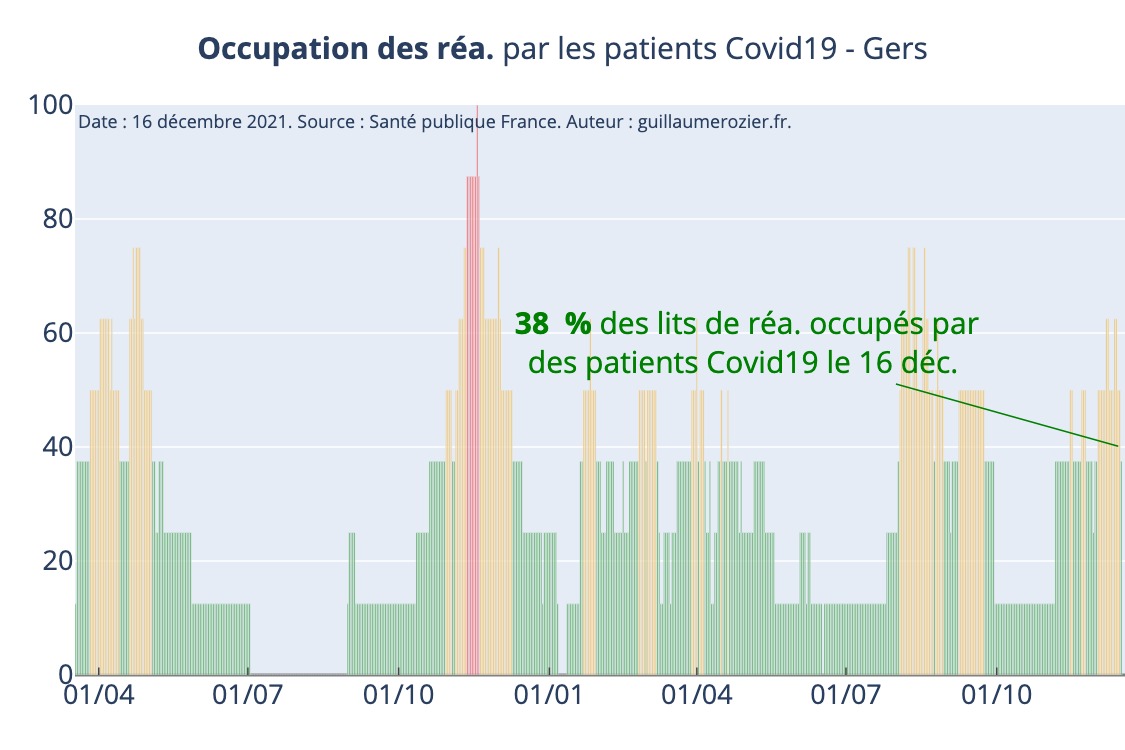 Occupation des réa. par les patients Covid19 - Gers
100
Date : 16 décembre 2021. Source : Santé publique France. Auteur : guillaumerozier.fr.
80
60
38 % des lits de réa. occupés par
des patients Covid19 le 16 déc.
40
20
0
01/04 01/07 01/10 01/01 01/04 01/07 01/10